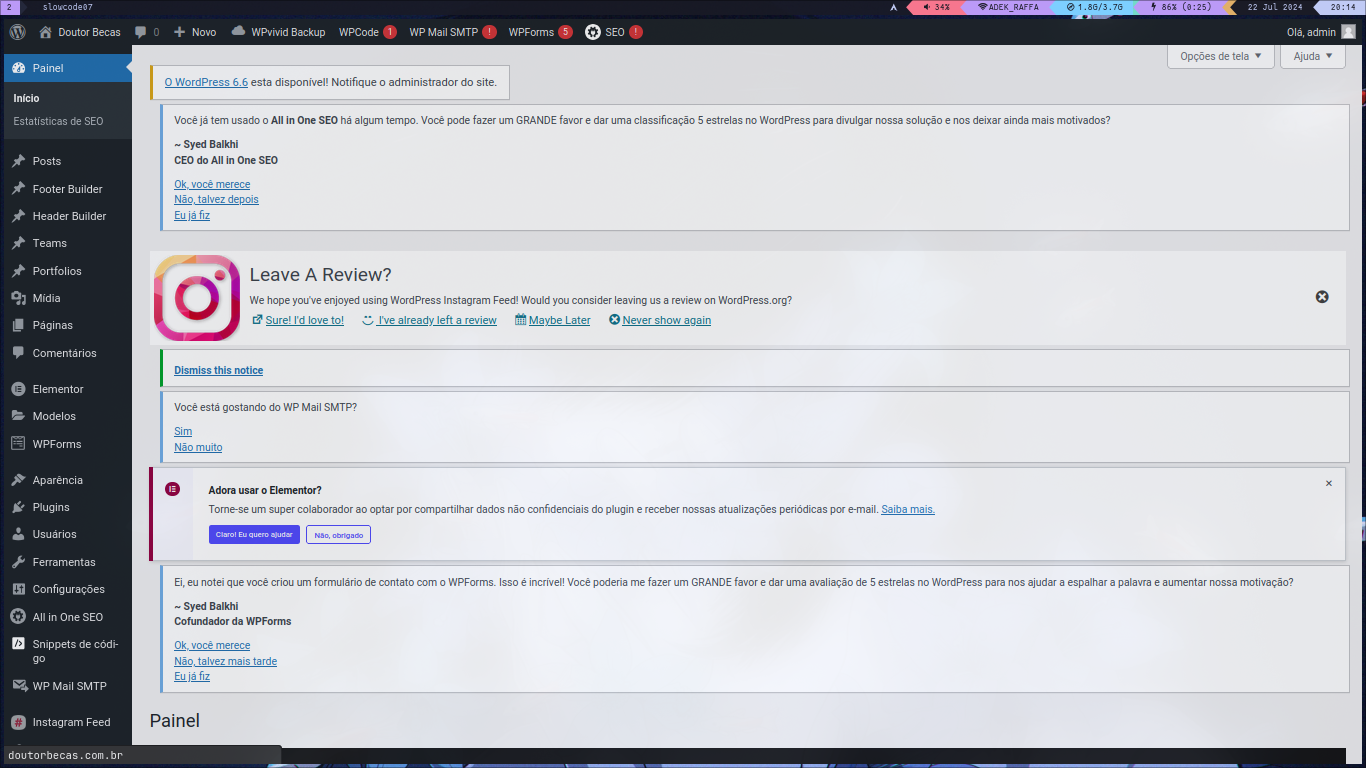 2 slowcode07 34% ADEK_RAFFA 1.8G/3.7G 86% (0:25) 22 Jul 2024 20:14
Doutor Becas 0 Novo WPvivid Backup WPCode 1 WP Mail SMTP ! WPForms 5 SEO ! Olá, admin
Opções de tela ▼ Ajuda ▼
Painel
Início
Estatísticas de SEO
Posts
Footer Builder
Header Builder
Teams
Portfolios
Mídia
Páginas
Comentários
Elementor
Modelos
WPForms
Aparência
Plugins
Usuários
Ferramentas
Configurações
All in One SEO
Snippets de códi-
go
WP Mail SMTP
Instagram Feed
O WordPress 6.6 esta disponível! Notifique o administrador do site.
Você já tem usado o All in One SEO há algum tempo. Você pode fazer um GRANDE favor e dar uma classificação 5 estrelas no WordPress para divulgar nossa solução e nos deixar ainda mais motivados?
~ Syed Balkhi
CEO do All in One SEO
Ok, você merece
Não, talvez depois
Eu já fiz
Leave A Review?
We hope you've enjoyed using WordPress Instagram Feed! Would you consider leaving us a review on WordPress.org?
Sure! I'd love to! I've already left a review Maybe Later Never show again
Dismiss this notice
Você está gostando do WP Mail SMTP?
Sim
Não muito
Adora usar o Elementor?
Torne-se um super colaborador ao optar por compartilhar dados não confidenciais do plugin e receber nossas atualizações periódicas por e-mail. Saiba mais.
Claro! Eu quero ajudar Não, obrigado
Ei, eu notei que você criou um formulário de contato com o WPForms. Isso é incrível! Você poderia me fazer um GRANDE favor e dar uma avaliação de 5 estrelas no WordPress para nos ajudar a espalhar a palavra e aumentar nossa motivação?
~ Syed Balkhi
Cofundador da WPForms
Ok, você merece
Não, talvez mais tarde
Eu já fiz
Painel
doutorbecas.com.br